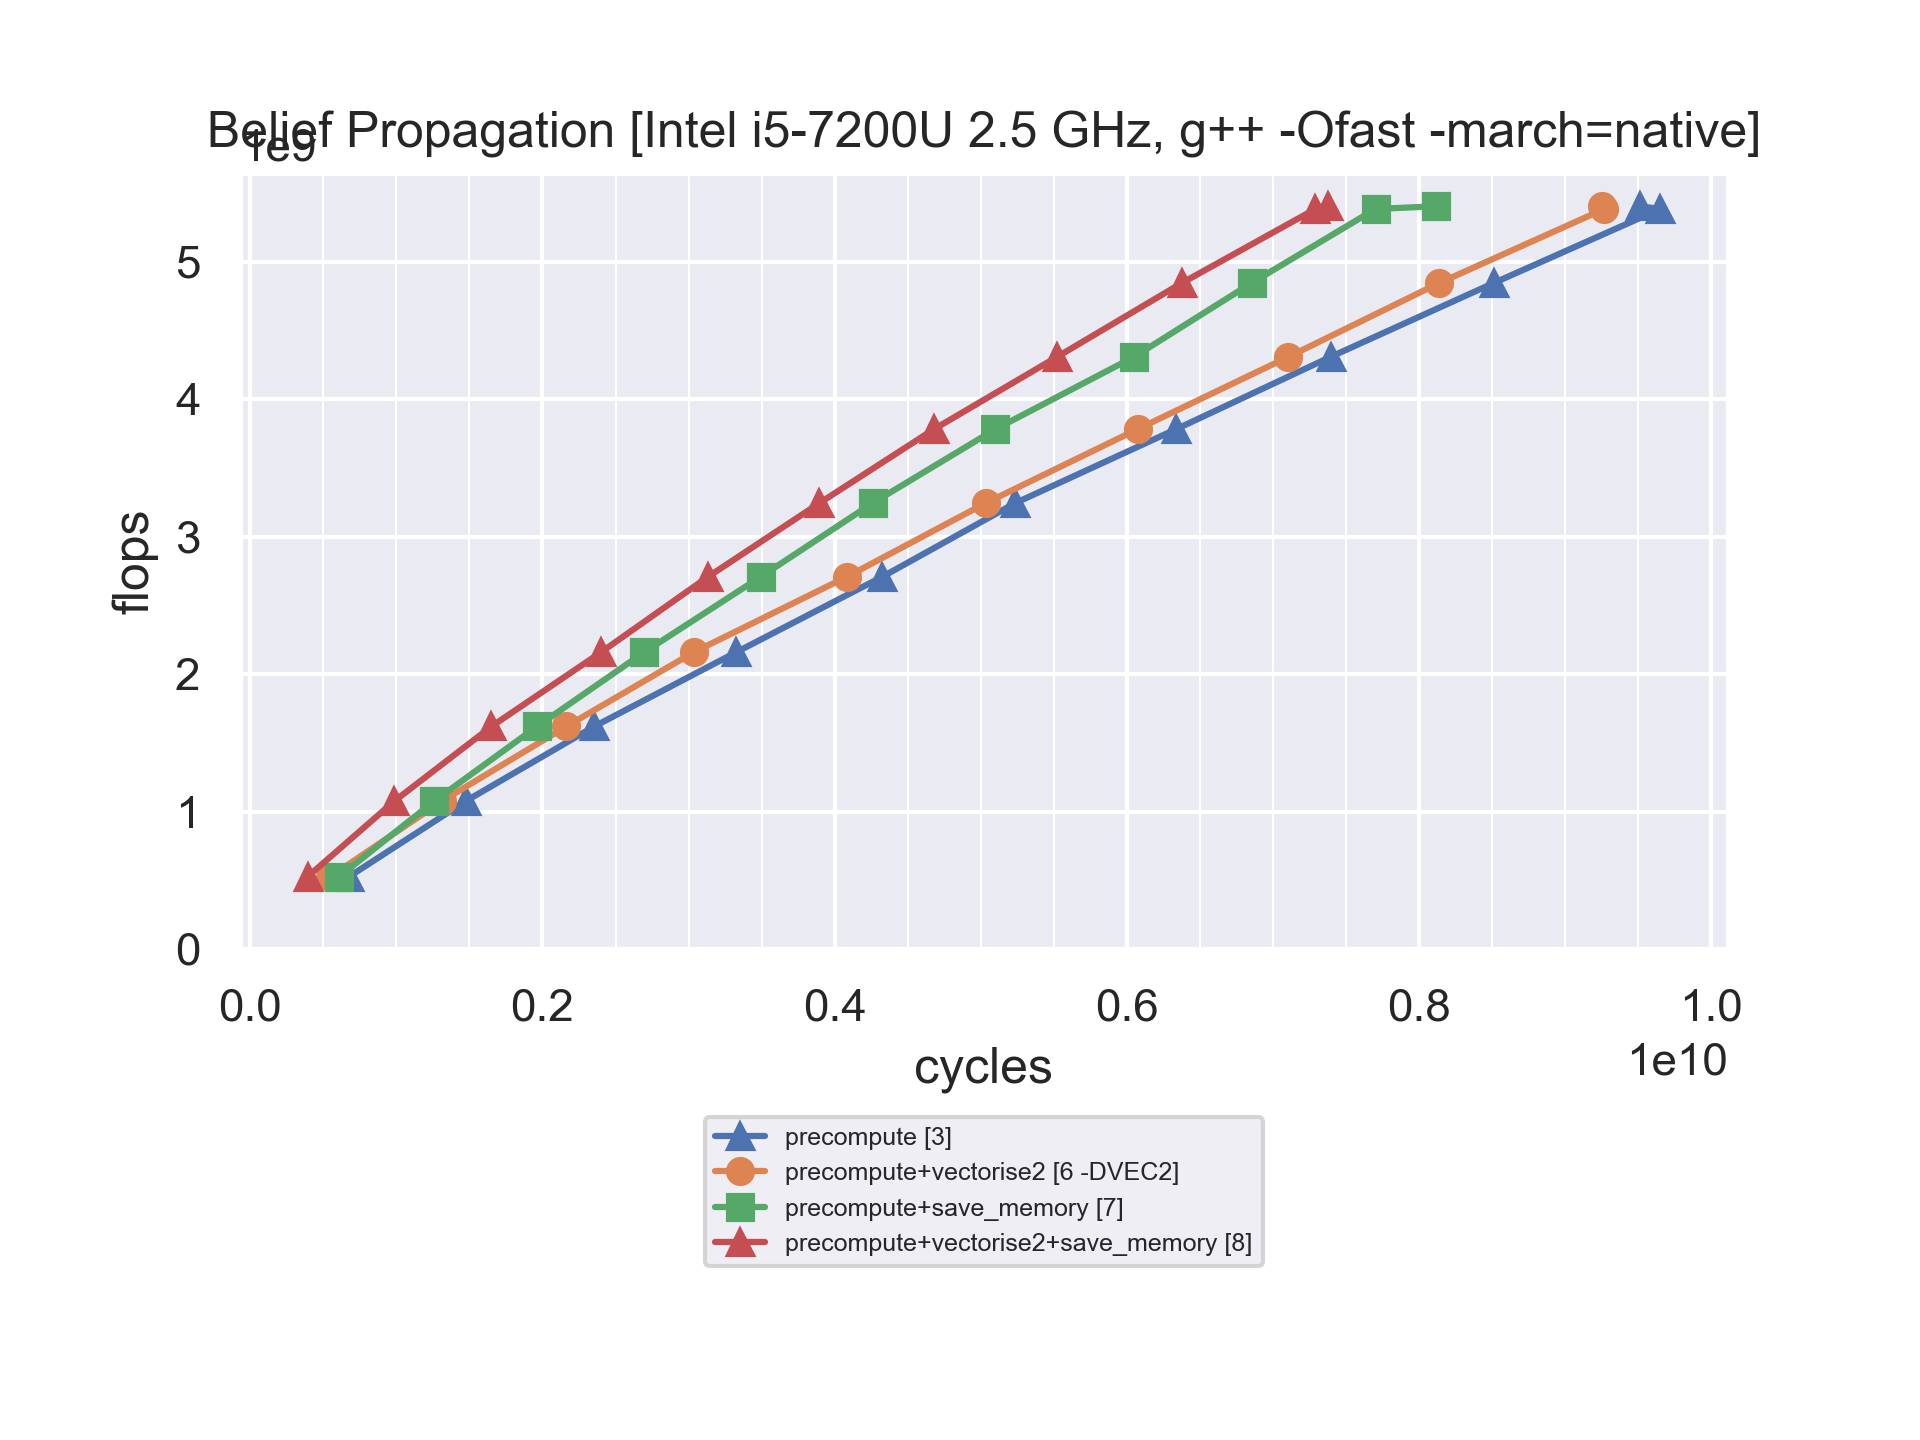 Belief Propagation [Intel i5-7200U 2.5 GHz, g++ -Ofast -march=native]
1e9
5
4
3
2
1
0
flops
0.0 0.2 0.4 0.6 0.8 1.0
1e10
cycles
precompute [3]
precompute+vectorise2 [6 -DVEC2]
precompute+save_memory [7]
precompute+vectorise2+save_memory [8]